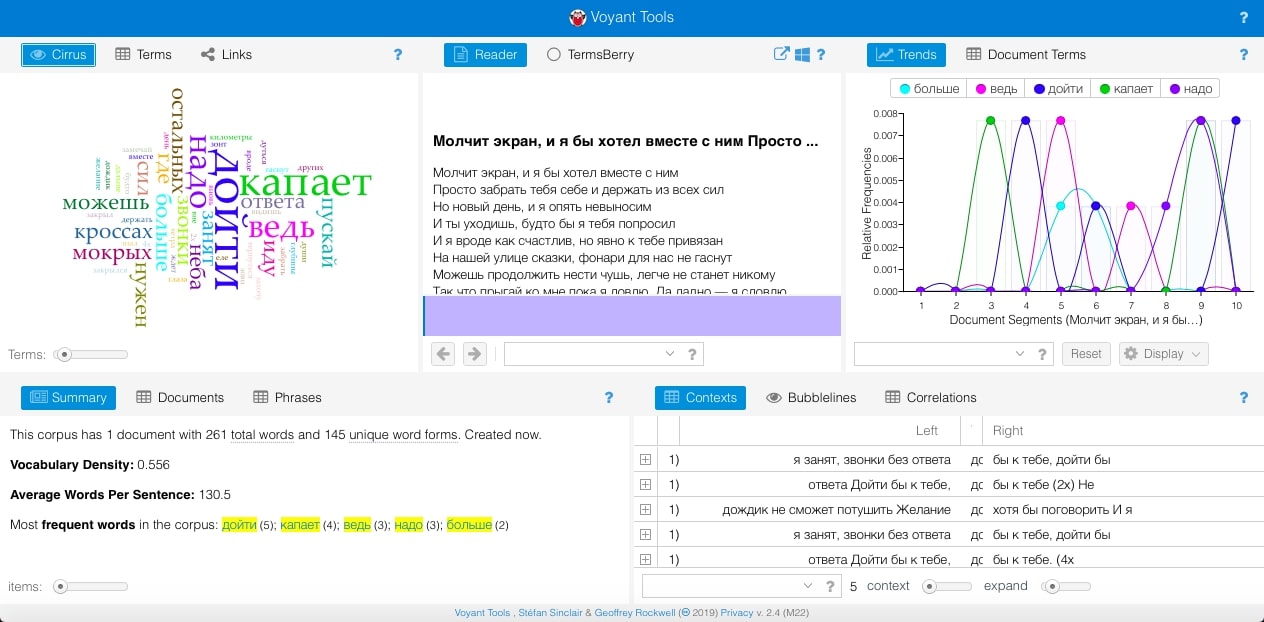 Voyant Tools
?
Cirrus Terms Links ?
Reader TermsBerry ?
Trends Document Terms ?
остальных
надо
дойти
капает
ведь
ответа
больше
где
сил
звонки
занят
неба
иду
пускай
можешь
кроссах
мокрых
нужен
километры
зонт
других
вместе
держать
еле
Terms:
Молчит экран, и я бы хотел вместе с ним Просто ...
Молчит экран, и я бы хотел вместе с ним
Просто забрать тебя себе и держать из всех сил
Но новый день, и я опять невыносим
И ты уходишь, будто бы я тебя попросил
И я вроде как счастлив, но явно к тебе привязан
На нашей улице сказки, фонари для нас не гаснут
Можешь продолжить нести чушь, легче не станет никому
Так что прыгай ко мне пока я ловлю. Да ладно — я словлю
?
больше ведь дойти капает надо
Relative Frequencies
0.008
0.007
0.006
0.005
0.004
0.003
0.002
0.001
0.000
1 2 3 4 5 6 7 8 9 10
Document Segments (Молчит экран, и я бы…)
? Reset Display
Summary Documents Phrases ?
This corpus has 1 document with 261 total words and 145 unique word forms. Created now.
Vocabulary Density: 0.556
Average Words Per Sentence: 130.5
Most frequent words in the corpus: дойти (5); капает (4); ведь (3); надо (3); больше (2)
items:
Contexts Bubblelines Correlations ?
Left Right
1) я занят, звонки без ответа дс бы к тебе, дойти бы
1) ответа Дойти бы к тебе, дс бы к тебе (2x) Не
1) дождик не сможет потушить Желание дс хотя бы поговорить И я
1) я занят, звонки без ответа дс бы к тебе, дойти бы
1) ответа Дойти бы к тебе, дс бы к тебе. (4x
? 5 context expand
Voyant Tools , Stéfan Sinclair & Geoffrey Rockwell (© 2019) Privacy v. 2.4 (M22)